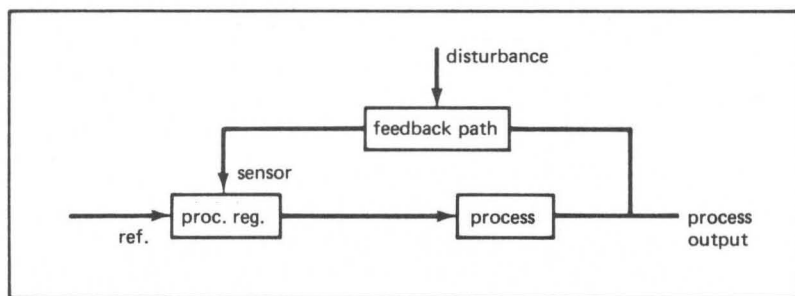 disturbance
feedback path
sensor
proc. reg.
process
process
output
ref.